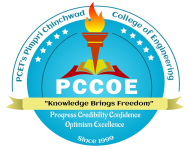 PCET's Pimpri Chinchwad College of Engineering
PCCOE
"Knowledge Brings Freedom"
Progress Credibility Confidence
Optimism Excellence
Since 1999